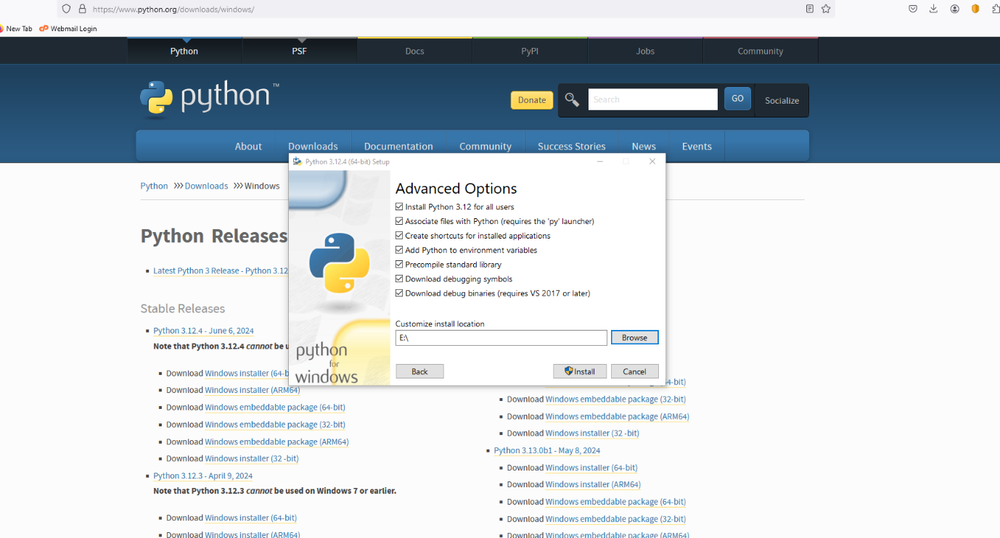 https://www.python.org/downloads/windows/
New Tab
Webmail Login
Python
PSF
Docs
PyPI
Jobs
Community
python™
Donate
Search
GO
Socialize
About
Downloads
Documentation
Community
Success Stories
News
Events
Python
Downloads
Windows
Python Releases
Latest Python 3 Release - Python 3.12
Stable Releases
Python 3.12.4 - June 6, 2024
Note that Python 3.12.4 cannot be u
Download Windows installer (64-b
Download Windows installer (ARM64)
Download Windows embeddable package (64-bit)
Download Windows embeddable package (32-bit)
Download Windows embeddable package (ARM64)
Download Windows installer (32 -bit)
Python 3.12.3 - April 9, 2024
Note that Python 3.12.3 cannot be used on Windows 7 or earlier.
Download Windows installer (64-bit)
Download Windows installer (ARM64)
Python 3.12.4 (64-bit) Setup
Advanced Options
Install Python 3.12 for all users
Associate files with Python (requires the 'py' launcher)
Create shortcuts for installed applications
Add Python to environment variables
Precompile standard library
Download debugging symbols
Download debug binaries (requires VS 2017 or later)
Customize install location
E:\
Browse
Back
Install
Cancel
python
for
windows
4-bit)
Download Windows embeddable package (32-bit)
Download Windows embeddable package (ARM64)
Download Windows installer (32 -bit)
Python 3.13.0b1 - May 8, 2024
Download Windows installer (64-bit)
Download Windows installer (ARM64)
Download Windows embeddable package (64-bit)
Download Windows embeddable package (32-bit)
Download Windows embeddable package (ARM64)